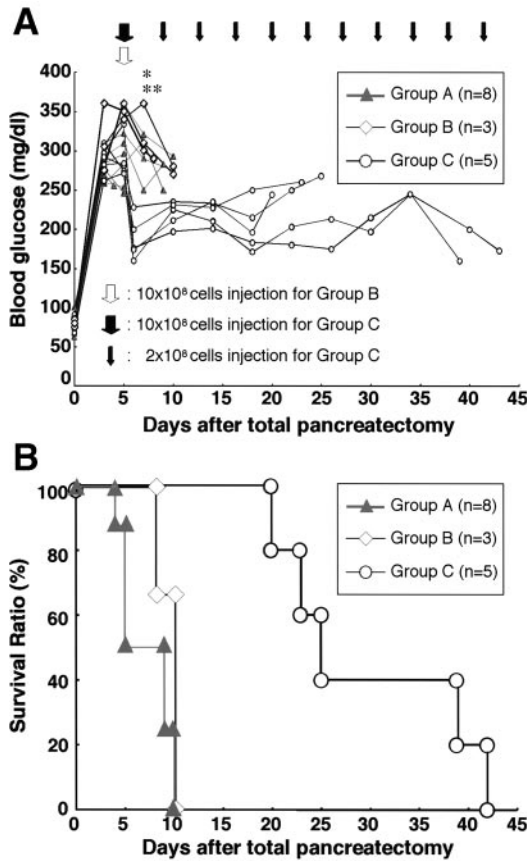 A
*
**
400
350
300
250
200
150
100
50
0
Blood glucose (mg/dl)
Group A (n=8)
Group B (n=3)
Group C (n=5)
: 10x10⁸ cells injection for Group B
: 10x10⁸ cells injection for Group C
: 2x10⁸ cells injection for Group C
0 5 10 15 20 25 30 35 40 45
Days after total pancreatectomy
B
100
80
60
40
20
0
Survival Ratio (%)
Group A (n=8)
Group B (n=3)
Group C (n=5)
0 5 10 15 20 25 30 35 40 45
Days after total pancreatectomy